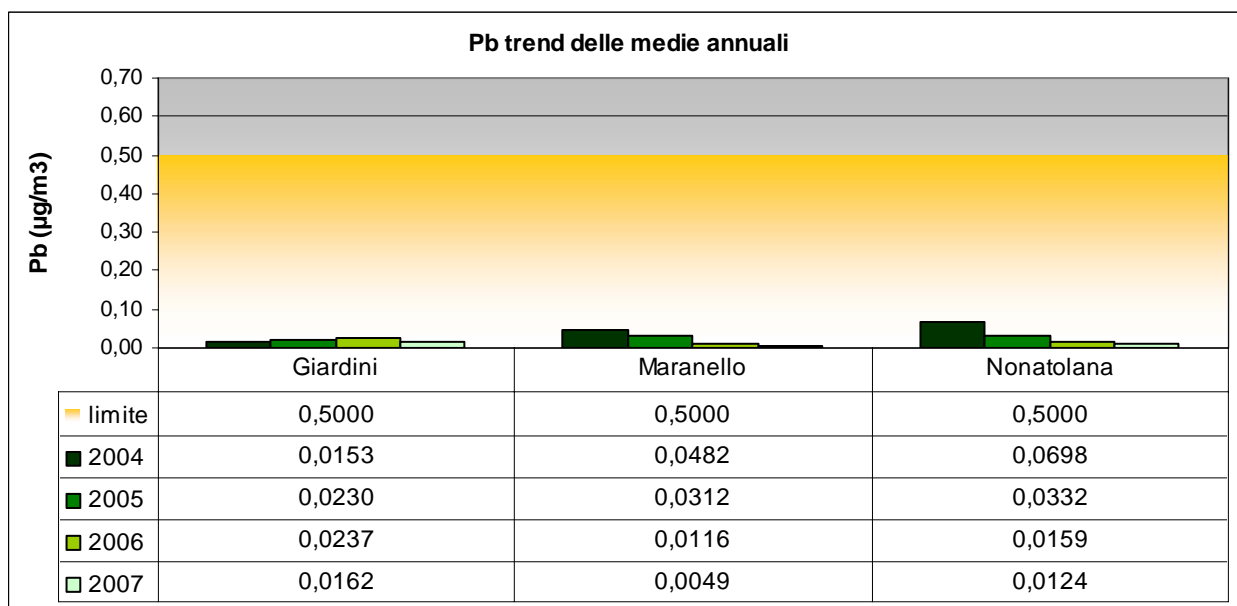 Pb trend delle medie annuali
Pb (µg/m3)
0,70
0,60
0,50
0,40
0,30
0,20
0,10
0,00
Giardini Maranello Nonatolana
limite 0,5000 0,5000 0,5000
2004 0,0153 0,0482 0,0698
2005 0,0230 0,0312 0,0332
2006 0,0237 0,0116 0,0159
2007 0,0162 0,0049 0,0124